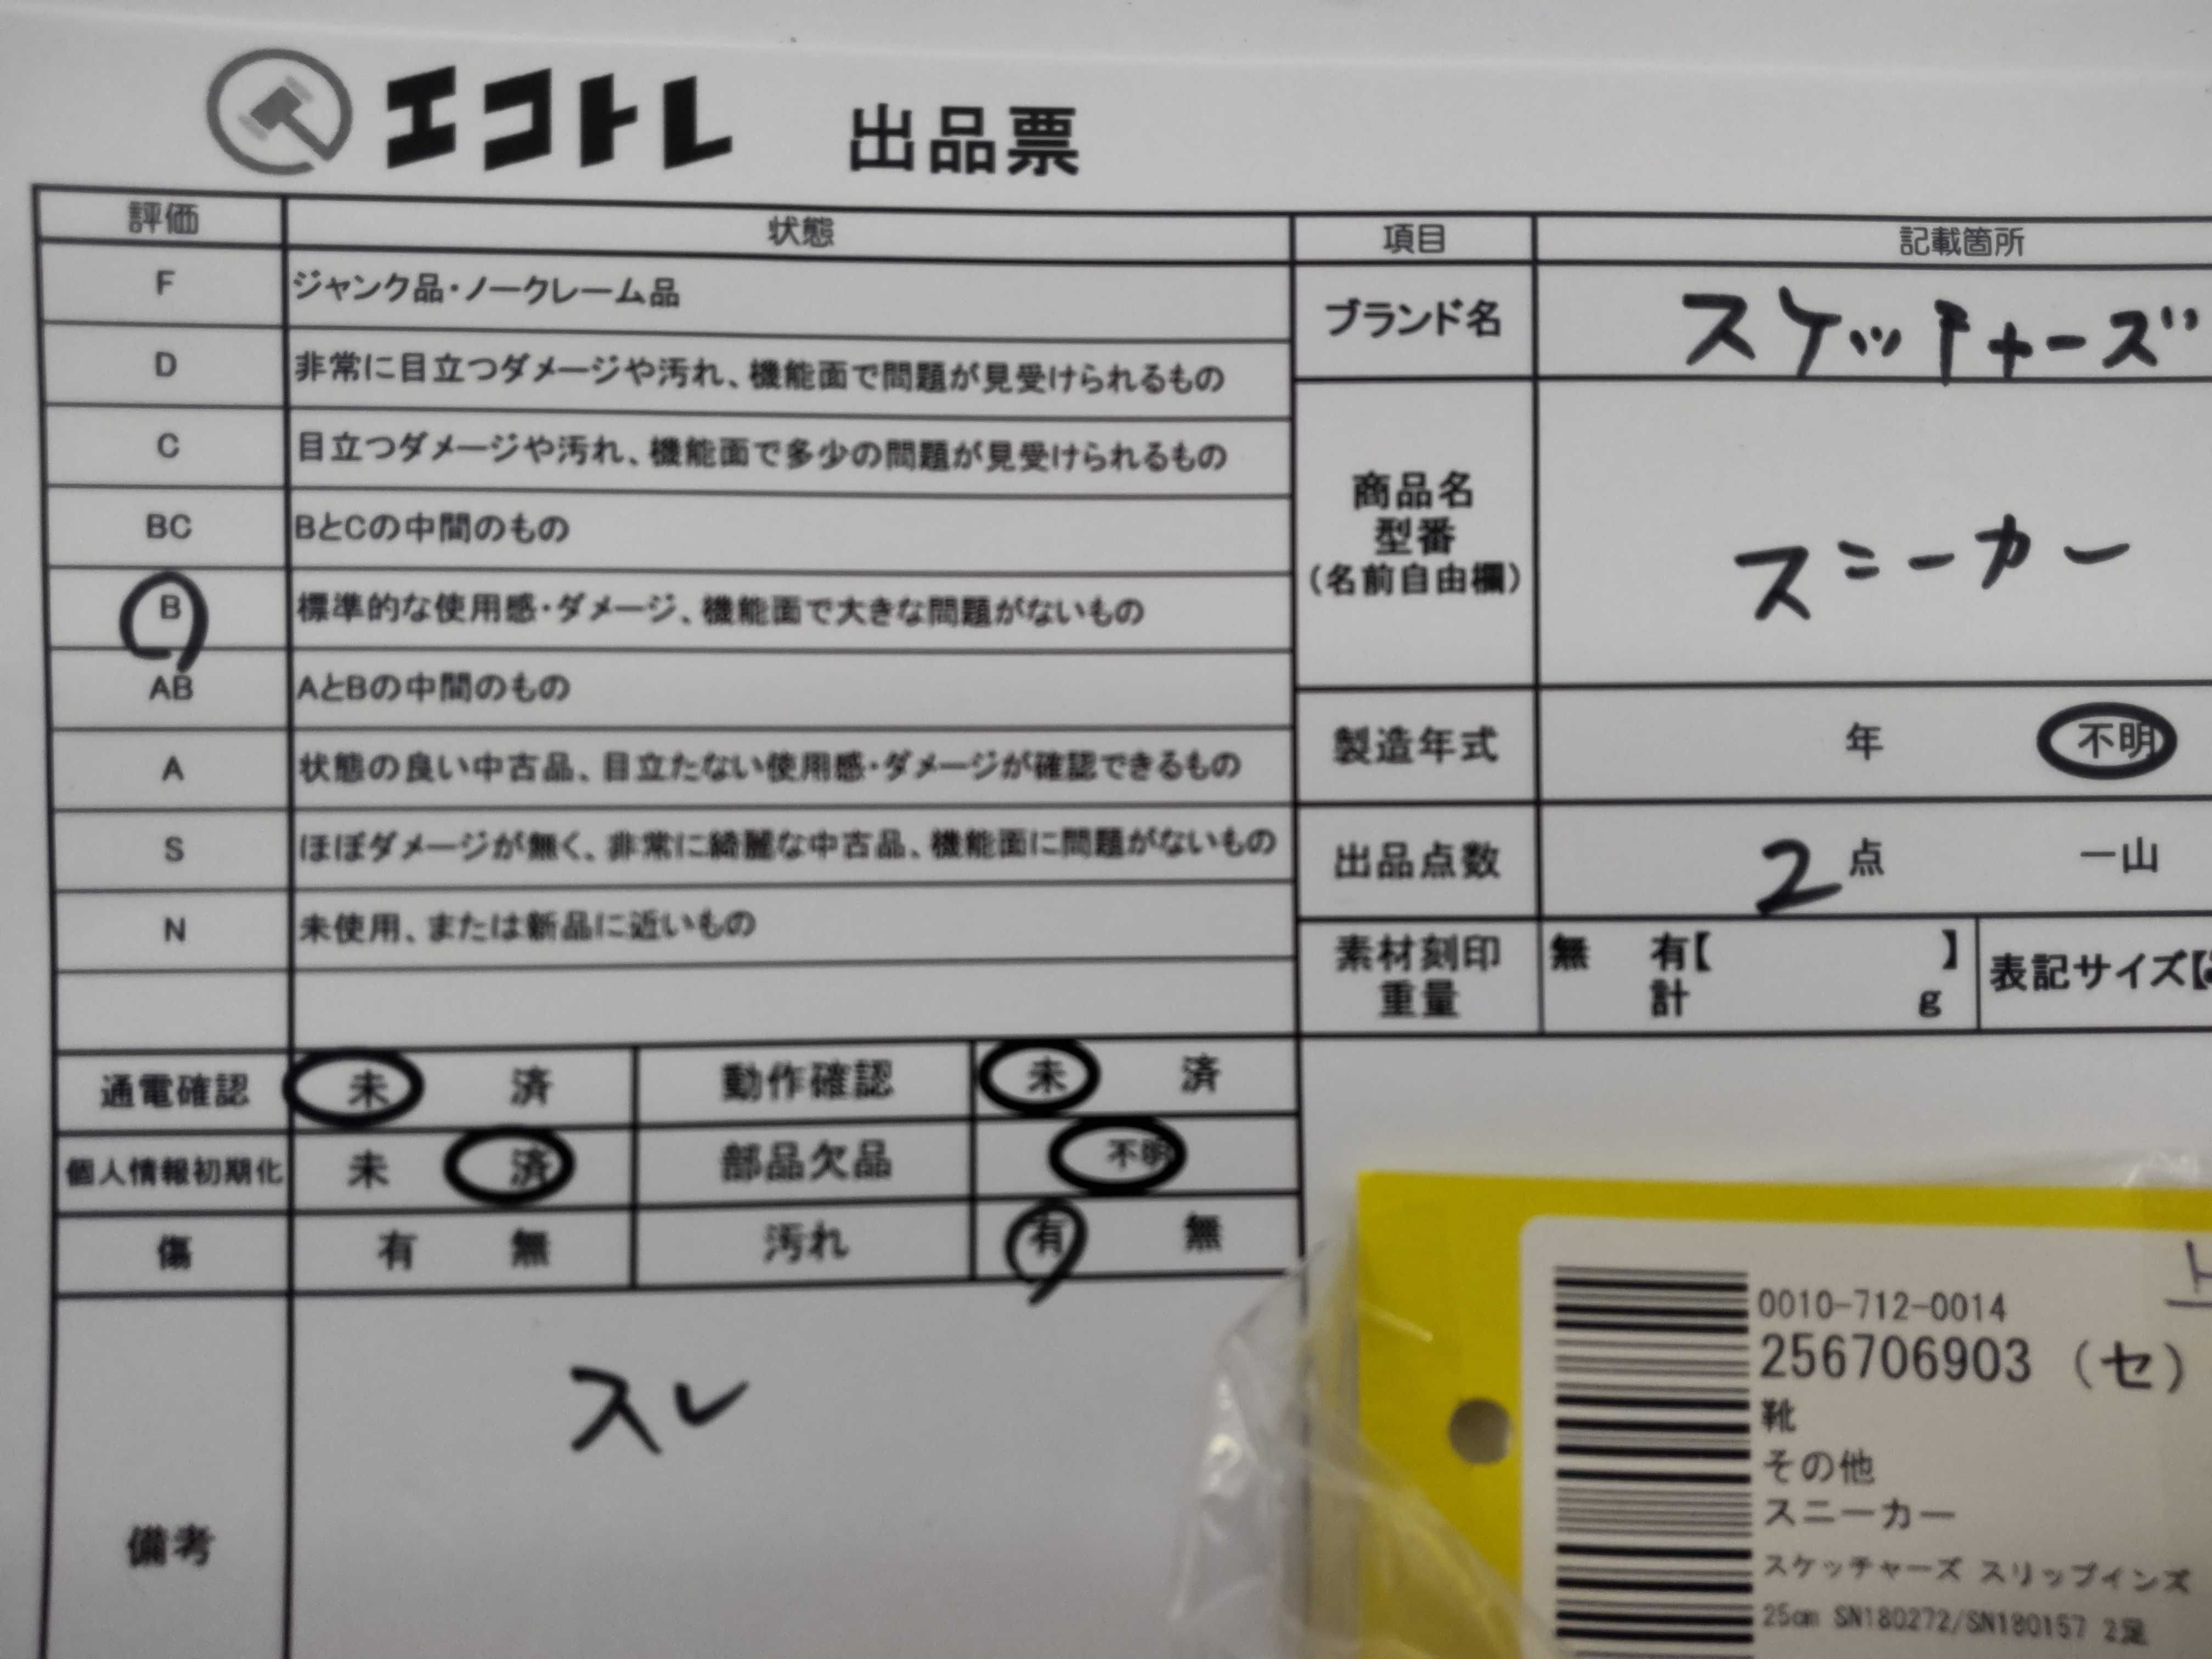 エコトレ 出品票
評価 状態 項目 記載箇所
F ジャンク品・ノークレーム品
D 非常に目立つダメージや汚れ、機能面で問題が見受けられるもの
C 目立つダメージや汚れ、機能面で多少の問題が見受けられるもの
BC BとCの中間のもの
B 標準的な使用感・ダメージ、機能面で大きな問題がないもの
AB AとBの中間のもの
A 状態の良い中古品、目立たない使用感・ダメージが確認できるもの
S ほぼダメージが無く、非常に綺麗な中古品、機能面に問題がないもの
N 未使用、または新品に近いもの
ブランド名 スケッチャーズ
商品名
型番
(名前自由欄)
スニーカー
製造年式 年 不明
出品点数 2 点 一山
素材刻印 無 有【 】
重量 計 g
表記サイズ【
通電確認 未 済 動作確認 未 済
個人情報初期化 未 済 部品欠品 不明
傷 有 無 汚れ 有 無
備考 スレ
0010-712-0014
256706903 (セ)
靴
その他
スニーカー
スケッチャーズ スリップインズ
25cm SN180272/SN180157 2足